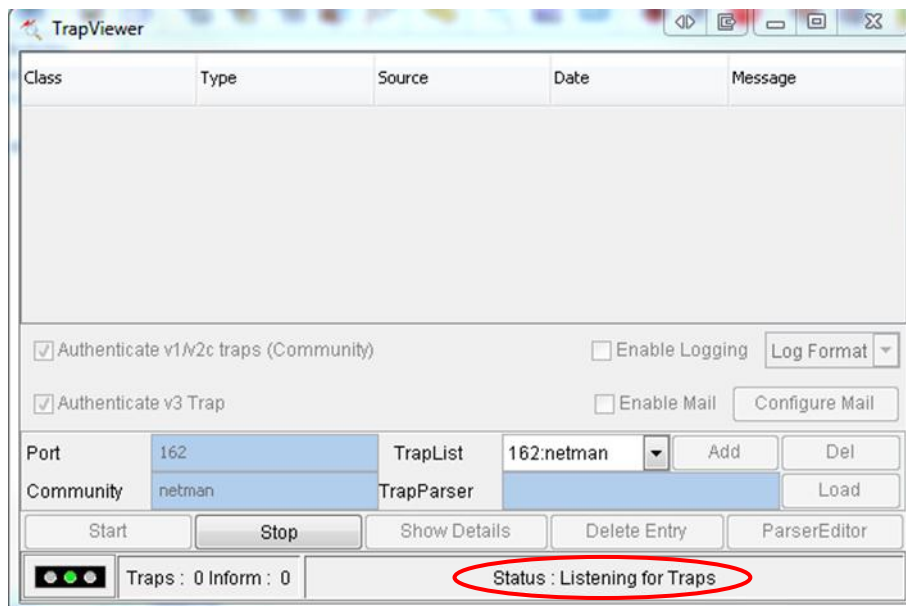 TrapViewer
Class Type Source Date Message
Authenticate v1/v2c traps (Community) Enable Logging Log Format
Authenticate v3 Trap Enable Mail Configure Mail
Port 162 TrapList 162:netman Add Del
Community netman TrapParser Load
Start Stop Show Details Delete Entry ParserEditor
Traps : 0 Inform : 0 Status : Listening for Traps